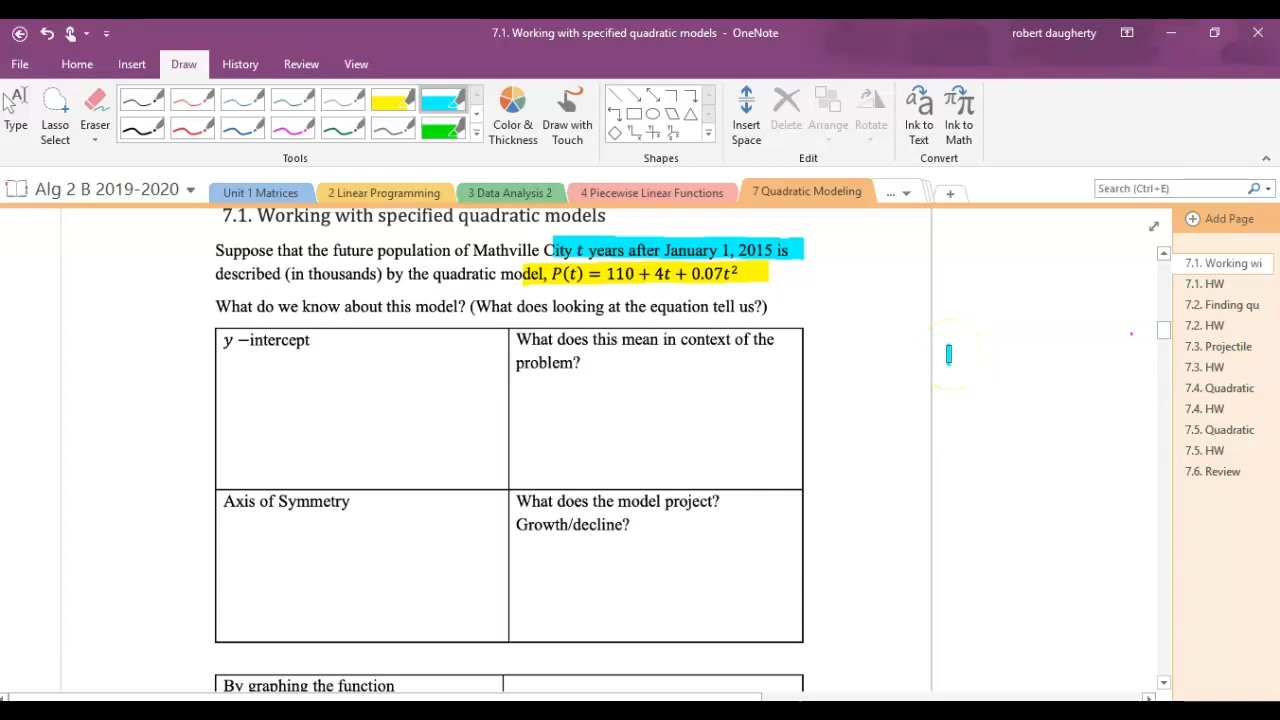 7.1. Working with specified quadratic models - OneNote
robert daugherty
File Home Insert Draw History Review View
Type
Lasso Select
Eraser
Color & Thickness
Draw with Touch
Insert Space
Delete
Arrange
Rotate
Ink to Text
Ink to Math
Tools
Shapes
Edit
Convert
Alg 2 B 2019-2020
Unit 1 Matrices
2 Linear Programming
3 Data Analysis 2
4 Piecewise Linear Functions
7 Quadratic Modeling
...
Search (Ctrl+E)
Add Page
7.1. Working with specified quadratic models
Suppose that the future population of Mathville City t years after January 1, 2015 is
described (in thousands) by the quadratic model, P(t) = 110 + 4t + 0.07t²
What do we know about this model? (What does looking at the equation tell us?)
y −intercept
What does this mean in context of the
problem?
Axis of Symmetry
What does the model project?
Growth/decline?
By graphing the function
7.1. Working wi
7.1. HW
7.2. Finding qu
7.2. HW
7.3. Projectile
7.3. HW
7.4. Quadratic
7.4. HW
7.5. Quadratic
7.5. HW
7.6. Review